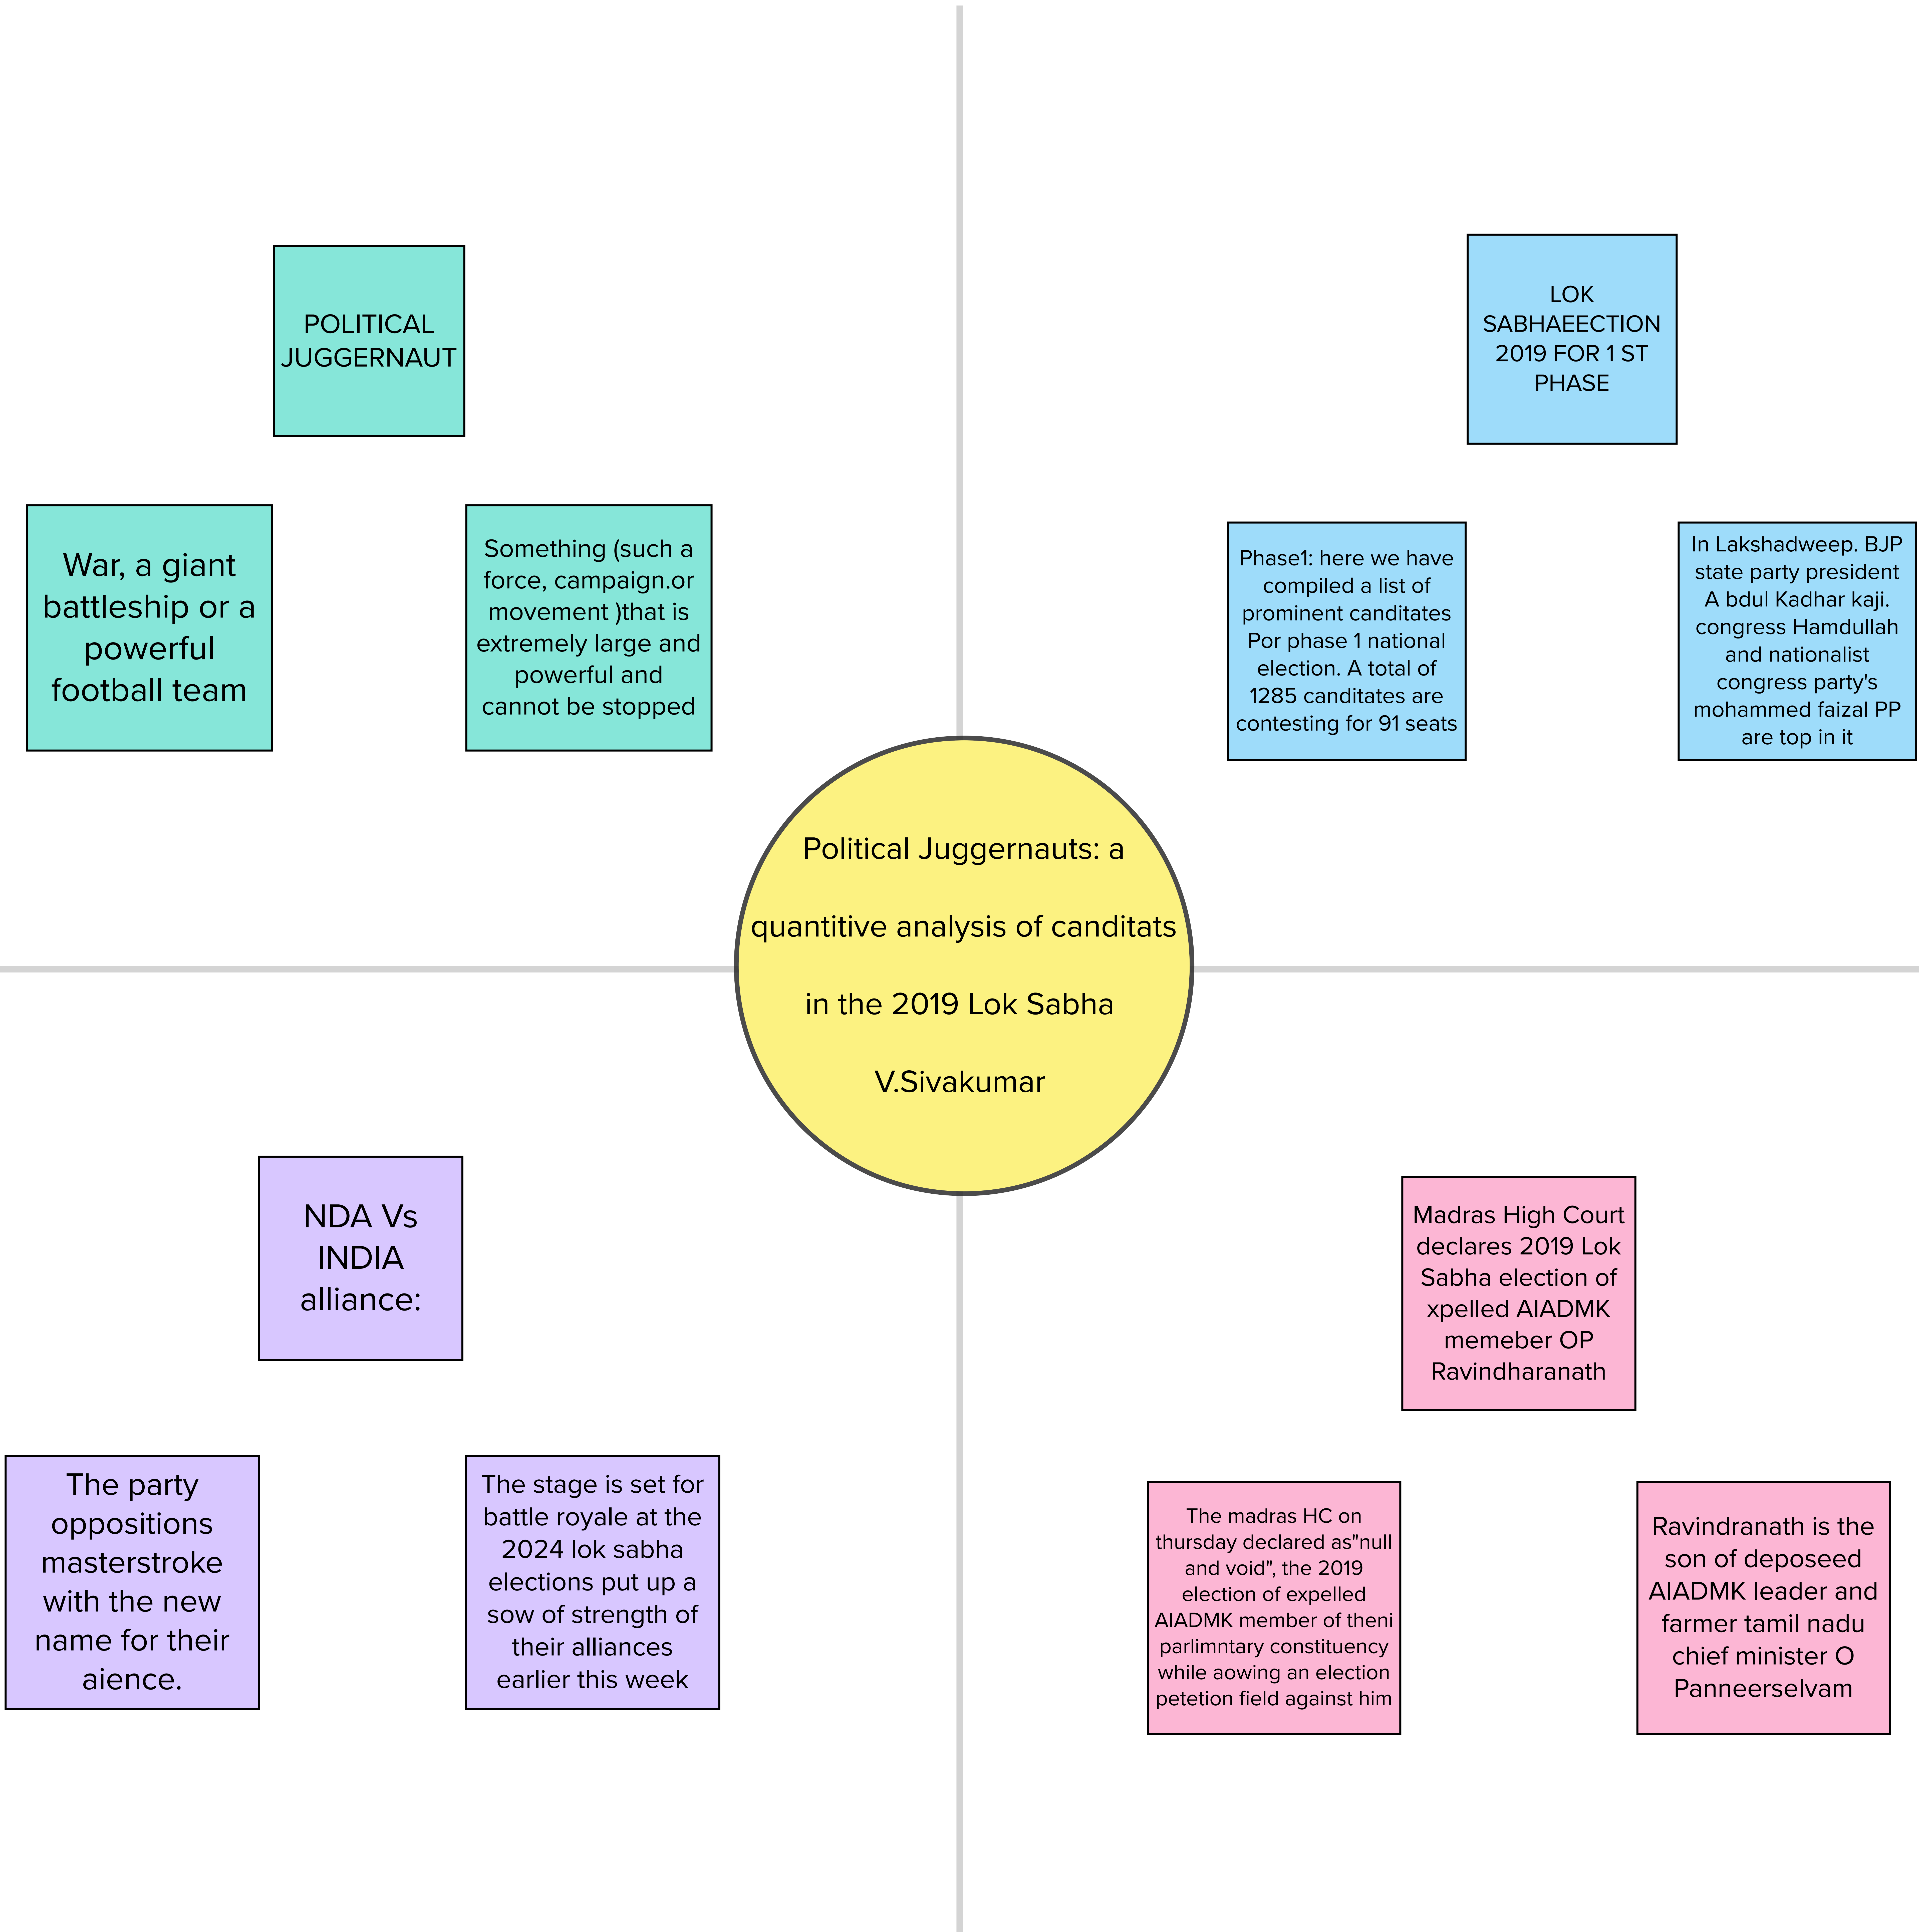 POLITICAL
JUGGERNAUT
War, a giant
battleship or a
powerful
football team
Something (such a
force, campaign.or
movement )that is
extremely large and
powerful and
cannot be stopped
LOK
SABHAEECTION
2019 FOR 1 ST
PHASE
Phase1: here we have
compiled a list of
prominent canditates
Por phase 1 national
election. A total of
1285 canditates are
contesting for 91 seats
In Lakshadweep. BJP
state party president
A bdul Kadhar kaji.
congress Hamdullah
and nationalist
congress party's
mohammed faizal PP
are top in it
Political Juggernauts: a
quantitive analysis of canditats
in the 2019 Lok Sabha
V.Sivakumar
NDA Vs
INDIA
alliance:
The party
oppositions
masterstroke
with the new
name for their
aience.
The stage is set for
battle royale at the
2024 lok sabha
elections put up a
sow of strength of
their alliances
earlier this week
Madras High Court
declares 2019 Lok
Sabha election of
xpelled AIADMK
memeber OP
Ravindharanath
The madras HC on
thursday declared as"null
and void", the 2019
election of expelled
AIADMK member of theni
parlimntary constituency
while aowing an election
petetion field against him
Ravindranath is the
son of deposeed
AIADMK leader and
farmer tamil nadu
chief minister O
Panneerselvam